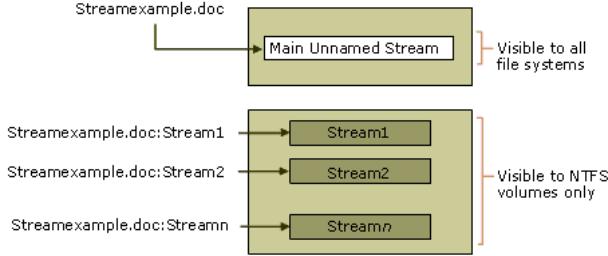 Streamexample.doc
Main Unnamed Stream
Visible to all
file systems
Streamexample.doc:Stream1
Stream1
Streamexample.doc:Stream2
Stream2
Visible to NTFS
volumes only
Streamexample.doc:Streamn
Streamn